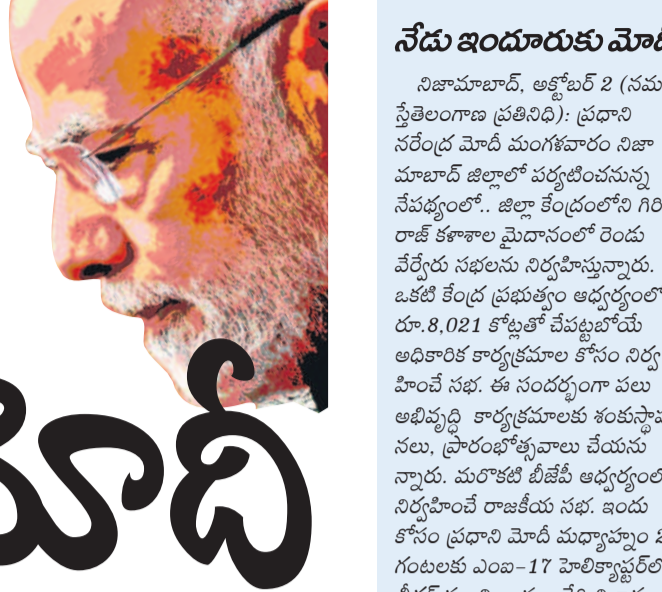 మోదీ
నేడు ఇందూరుకు మోదీ
నిజామాబాద్, అక్టోబర్ 2 (నమ
స్తేతెలంగాణ ప్రతినిధి): ప్రధాని
నరేంద్ర మోదీ మంగళవారం నిజా
మాబాద్ జిల్లాలో పర్యటించనున్న
నేపథ్యంలో.. జిల్లా కేంద్రంలోని గిరి
రాజ్ కళాశాల మైదానంలో రెండు
వేర్వేరు సభలను నిర్వహిస్తున్నారు.
ఒకటి కేంద్ర ప్రభుత్వం ఆధ్వర్యంలో
రూ.8,021 కోట్లతో చేపట్టబోయే
అధికారిక కార్యక్రమాల కోసం నిర్వ
హించే సభ. ఈ సందర్భంగా పలు
అభివృద్ధి కార్యక్రమాలకు శంకుస్థాప
నలు, ప్రారంభోత్సవాలు చేయను
న్నారు. మరొకటి బీజేపీ ఆధ్వర్యంలో
నిర్వహించే రాజకీయ సభ. ఇందు
కోసం ప్రధాని మోదీ మధ్యాహ్నం 2
గంటలకు ఎంఐ-17 హెలిక్యాప్టర్‌లో